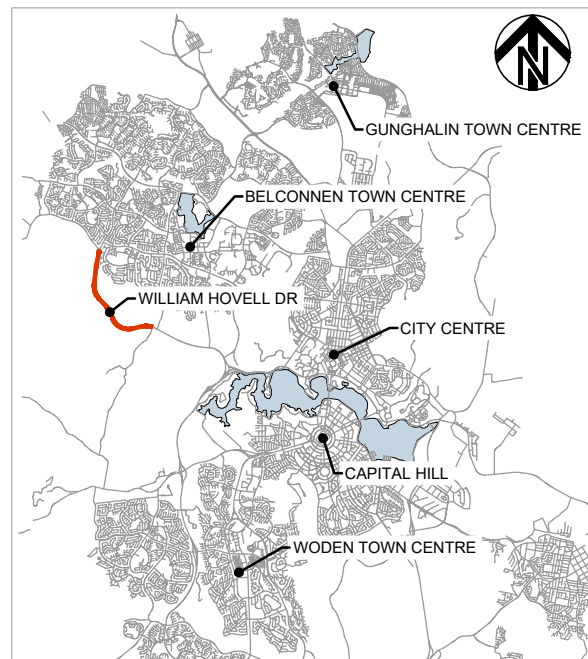 N
GUNGHALIN TOWN CENTRE
BELCONNEN TOWN CENTRE
WILLIAM HOVELL DR
CITY CENTRE
CAPITAL HILL
WODEN TOWN CENTRE